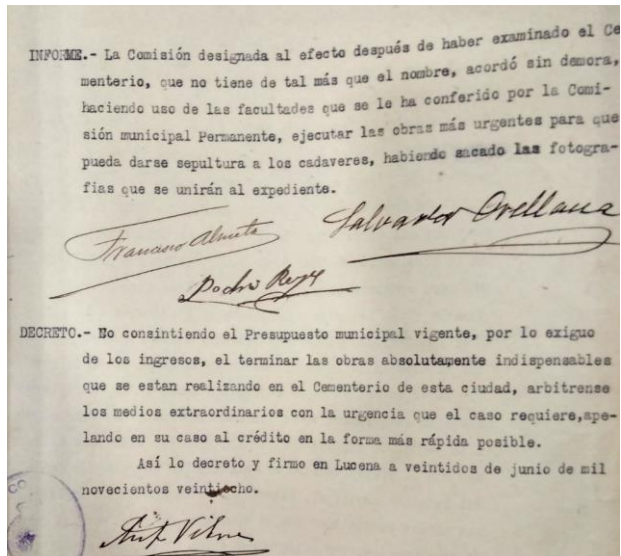 INFORME.- La Comisión designada al efecto después de haber examinado el Ce
menterio, que no tiene de tal más que el nombre, acordó sin demora,
haciendo uso de las facultades que se le ha conferido por la Comi-
sión municipal Permanente, ejecutar las obras más urgentes para que
pueda darse sepultura a los cadaveres, habiendo sacado las fotogra-
fias que se unirán al expediente.
Francisco
Salvador Orellana
Pedro
DECRETO.- No consintiendo el Presupuesto municipal vigente, por lo exiguo
de los ingresos, el terminar las obras absolutamente indispensables
que se estan realizando en el Cementerio de esta ciudad, arbitrense
los medios extraordinarios con la urgencia que el caso requiere,ape-
lando en su caso al crédito en la forma más rápida posible.
Así lo decreto y firmo en Lucena a veintidos de junio de mil
novecientos veintiocho.